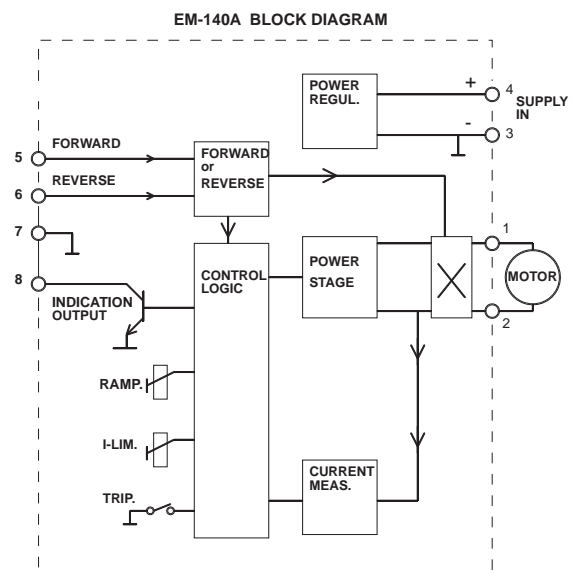 EM-140A BLOCK DIAGRAM
POWER
REGUL.
+
4
SUPPLY
IN
-
3
5
FORWARD
6
REVERSE
FORWARD
or
REVERSE
7
8
INDICATION
OUTPUT
CONTROL
LOGIC
POWER
STAGE
1
MOTOR
2
RAMP.
I-LIM.
TRIP.
CURRENT
MEAS.